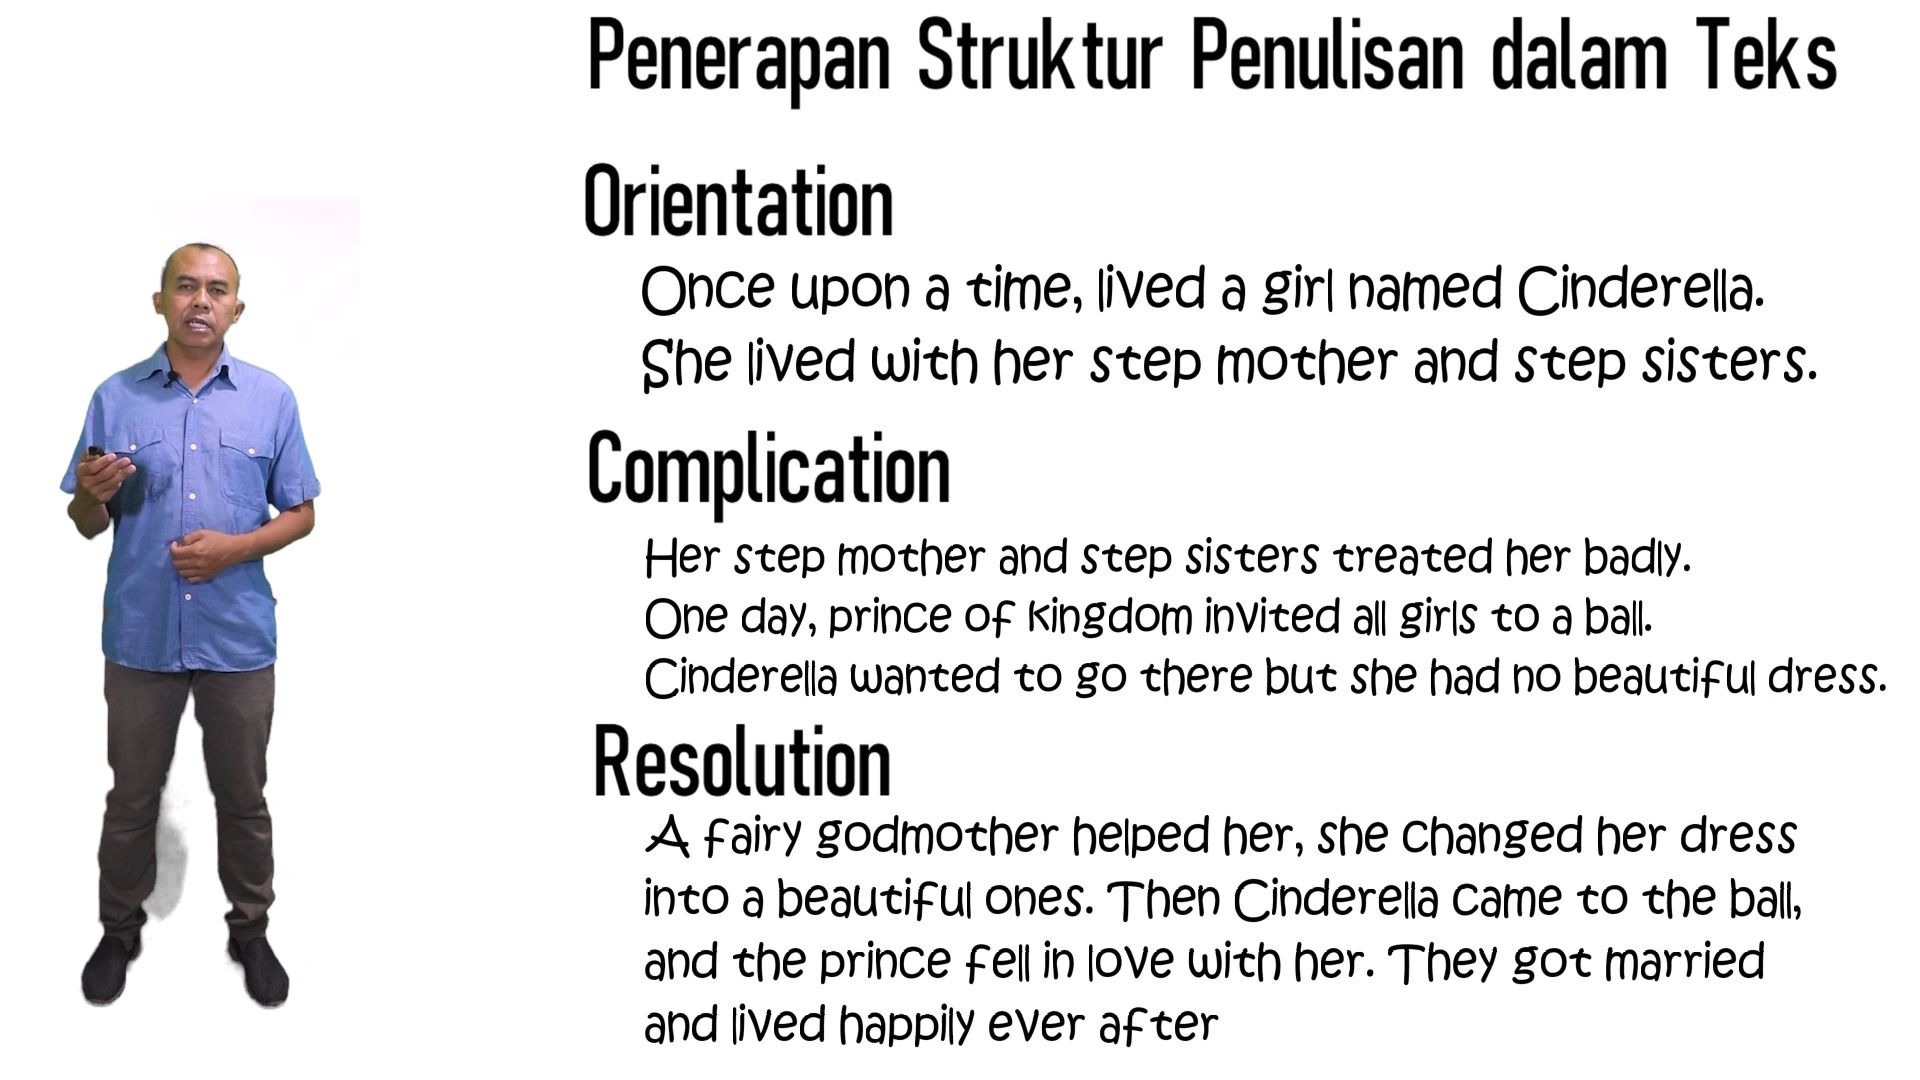 Penerapan Struktur Penulisan dalam Teks
Orientation
Once upon a time, lived a girl named Cinderella.
She lived with her step mother and step sisters.
Complication
Her step mother and step sisters treated her badly.
One day, prince of kingdom invited all girls to a ball.
Cinderella wanted to go there but she had no beautiful dress.
Resolution
A fairy godmother helped her, she changed her dress
into a beautiful ones. Then Cinderella came to the ball,
and the prince fell in love with her. They got married
and lived happily ever after